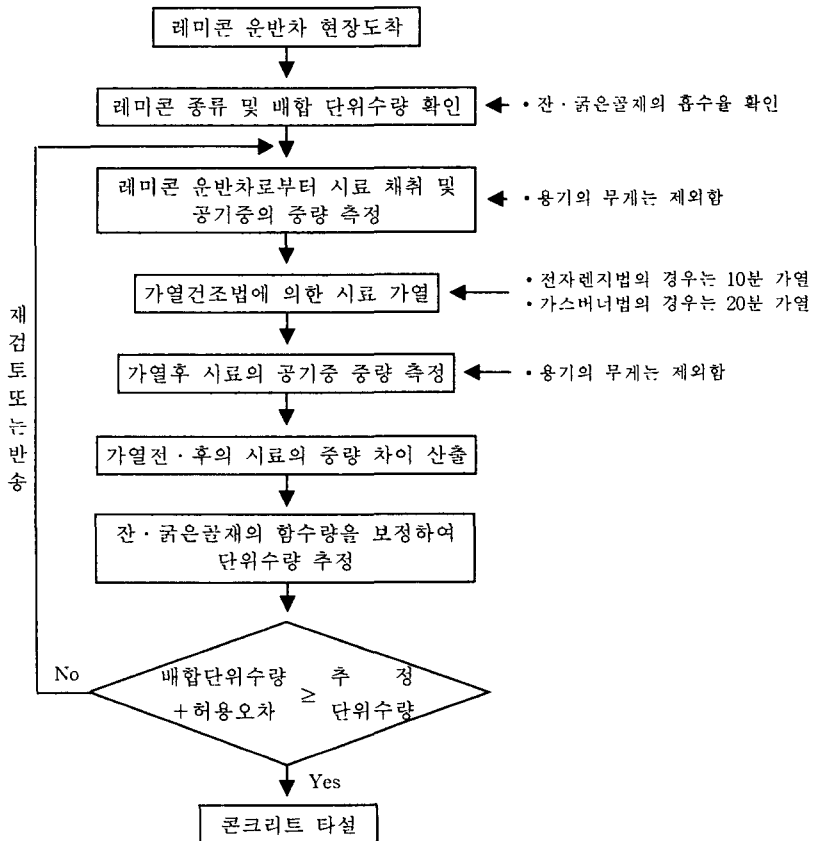 레미콘 운반차 현장도착
레미콘 종류 및 배합 단위수량 확인
• 잔 · 굵은골재의 흡수율 확인
레미콘 운반차로부터 시료 채취 및
공기중의 중량 측정
• 용기의 무게는 제외함
가열건조법에 의한 시료 가열
• 전자렌지법의 경우는 10분 가열
• 가스버너법의 경우는 20분 가열
가열후 시료의 공기중 중량 측정
• 용기의 무게는 제외함
가열전 · 후의 시료의 중량 차이 산출
잔 · 굵은골재의 함수량을 보정하여
단위수량 추정
배합단위수량 ≥ 추 정
+허용오차 단위수량
No
재검토또는반송
Yes
콘크리트 타설